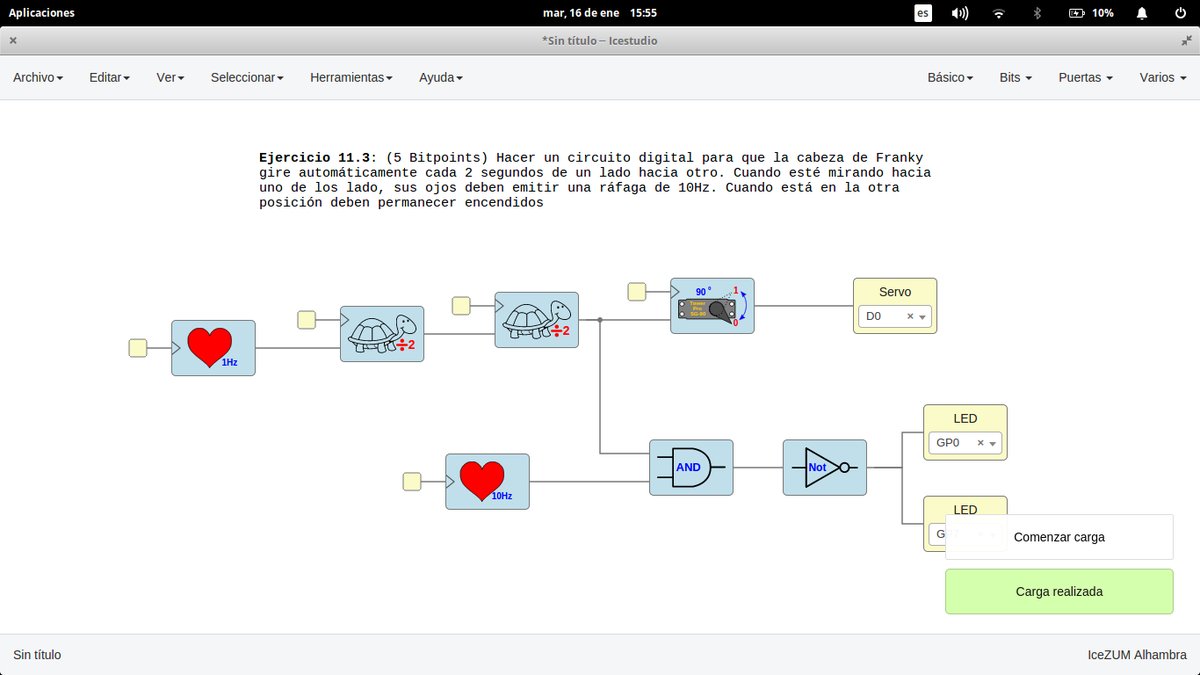 Aplicaciones
mar, 16 de ene 15:55
es
10%
*Sin título – Icestudio
Archivo Editar Ver Seleccionar Herramientas Ayuda
Básico Bits Puertas Varios
Ejercicio 11.3: (5 Bitpoints) Hacer un circuito digital para que la cabeza de Franky
gire automáticamente cada 2 segundos de un lado hacia otro. Cuando esté mirando hacia
uno de los lado, sus ojos deben emitir una ráfaga de 10Hz. Cuando está en la otra
posición deben permanecer encendidos
1Hz
÷2
÷2
90 °
1
Tower
Pro
SG-90
0
Servo
D0
10Hz
AND
Not
LED
GP0
LED
Comenzar carga
Carga realizada
Sin título
IceZUM Alhambra